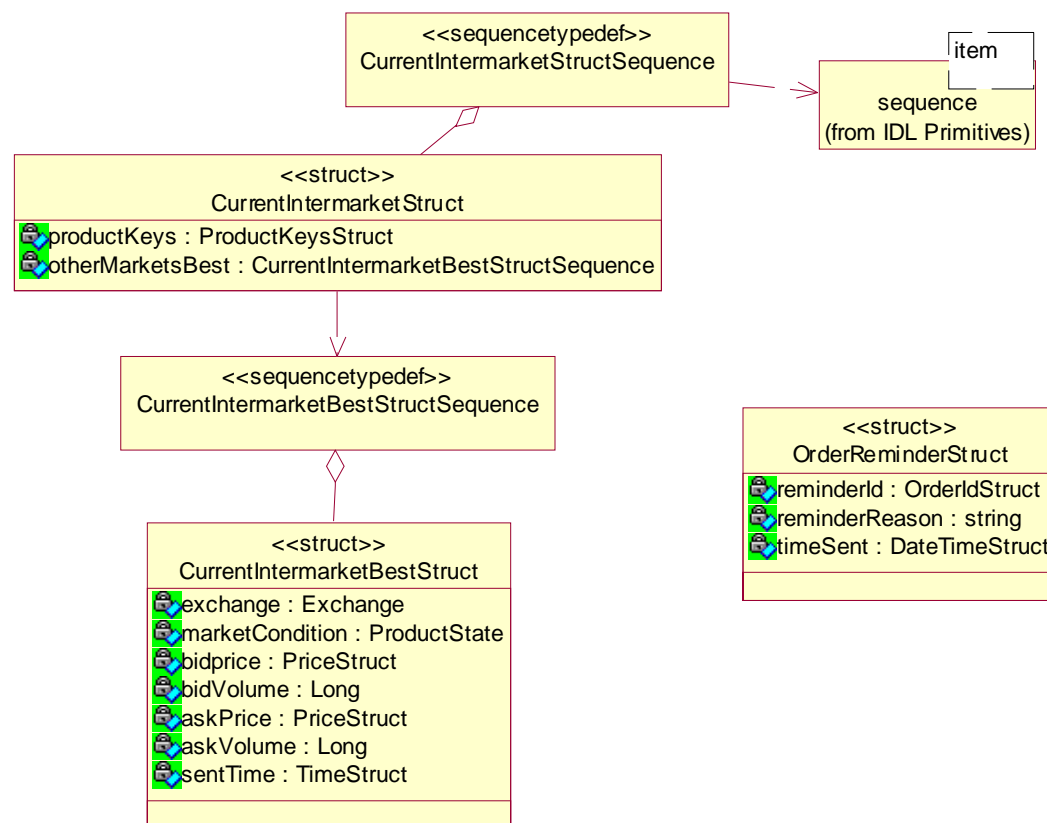 <<sequencetypedef>>
CurrentIntermarketStructSequence
item
sequence
(from IDL Primitives)
<<struct>>
CurrentIntermarketStruct
productKeys : ProductKeysStruct
otherMarketsBest : CurrentIntermarketBestStructSequence
<<sequencetypedef>>
CurrentIntermarketBestStructSequence
<<struct>>
OrderReminderStruct
reminderId : OrderIdStruct
reminderReason : string
timeSent : DateTimeStruct
<<struct>>
CurrentIntermarketBestStruct
exchange : Exchange
marketCondition : ProductState
bidprice : PriceStruct
bidVolume : Long
askPrice : PriceStruct
askVolume : Long
sentTime : TimeStruct